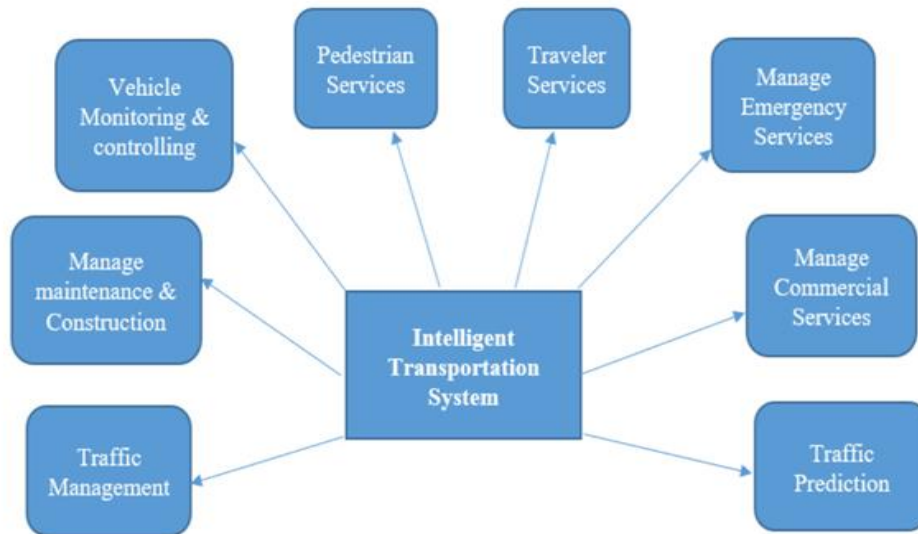 Pedestrian
Services
Traveler
Services
Vehicle
Monitoring &
controlling
Manage
Emergency
Services
Manage
maintenance &
Construction
Manage
Commercial
Services
Intelligent
Transportation
System
Traffic
Management
Traffic
Prediction